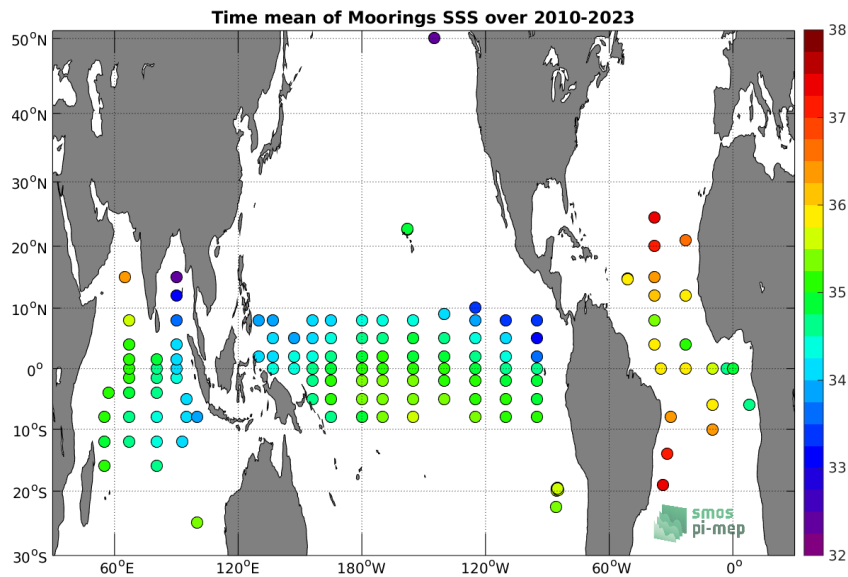 Time mean of Moorings SSS over 2010-2023
50°N
40°N
30°N
20°N
10°N
0°
10°S
20°S
30°S
60°E
120°E
180°W
120°W
60°W
0°
38
37
36
35
34
33
32
smos
pi-mep